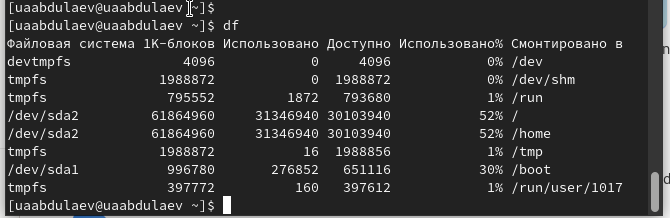 [uaabdulaev@uaabdulaev ~]$
[uaabdulaev@uaabdulaev ~]$ df
Файловая система 1K-блоков Использовано Доступно Использовано% Смонтировано в
devtmpfs 4096 0 4096 0% /dev
tmpfs 1988872 0 1988872 0% /dev/shm
tmpfs 795552 1872 793680 1% /run
/dev/sda2 61864960 31346940 30103940 52% /
/dev/sda2 61864960 31346940 30103940 52% /home
tmpfs 1988872 16 1988856 1% /tmp
/dev/sda1 996780 276852 651116 30% /boot
tmpfs 397772 160 397612 1% /run/user/1017
[uaabdulaev@uaabdulaev ~]$